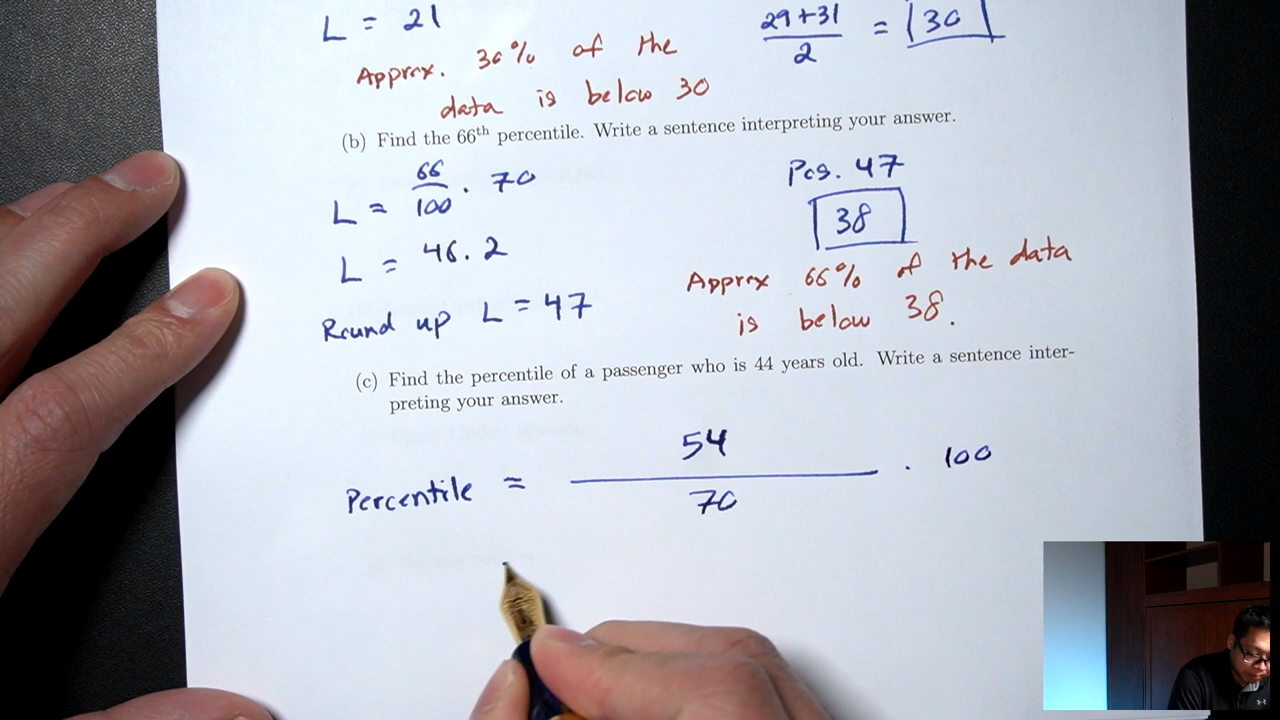 L = 21
29+31
2
= 30
Approx. 30% of the
data is below 30
(b) Find the 66th percentile. Write a sentence interpreting your answer.
L = 66
100
. 70
Pos. 47
38
L = 46.2
Approx 66% of the data
is below 38.
Round up L = 47
(c) Find the percentile of a passenger who is 44 years old. Write a sentence inter-
preting your answer.
Percentile = 54
70
. 100